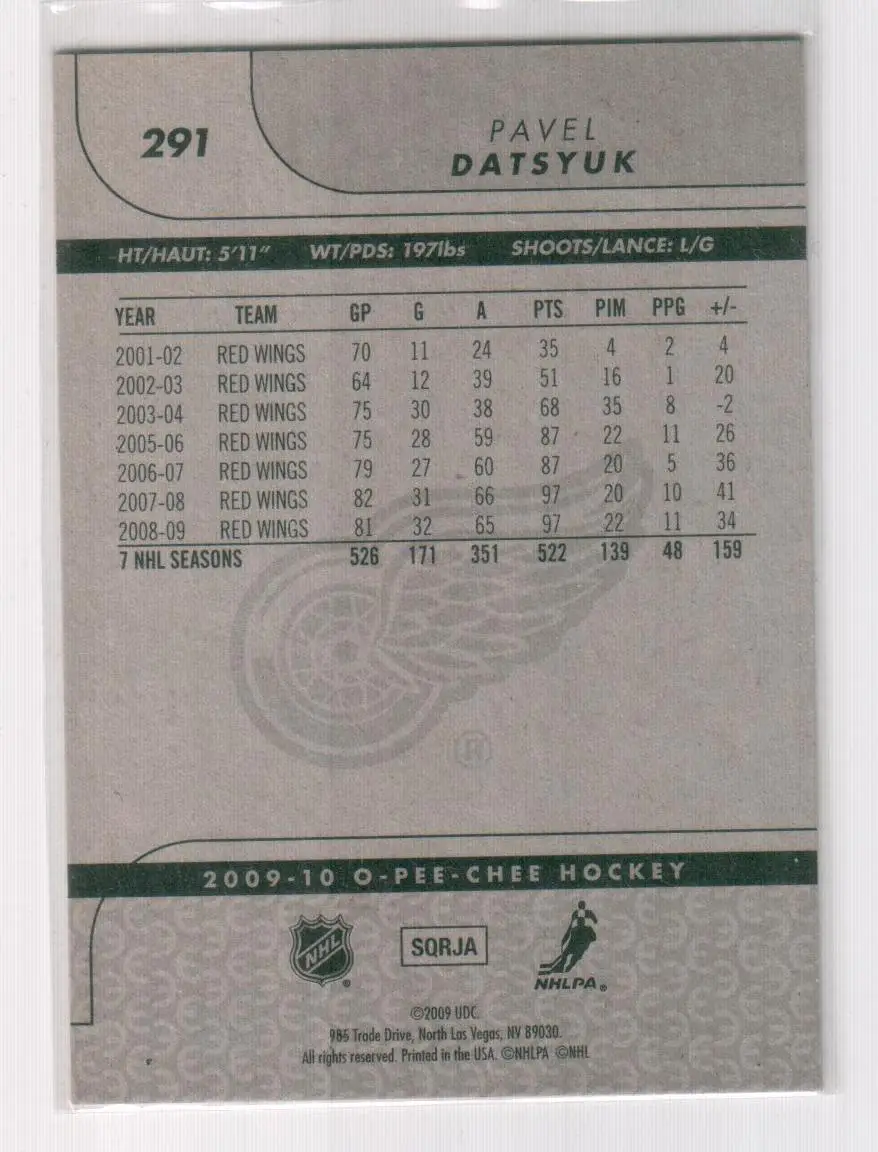 291
PAVEL
DATSYUK
HT/HAUT: 5'11" WT/PDS: 197lbs SHOOTS/LANCE: L/G
YEAR TEAM GP G A PTS PIM PPG +/-
2001-02 RED WINGS 70 11 24 35 4 2 4
2002-03 RED WINGS 64 12 39 51 16 1 20
2003-04 RED WINGS 75 30 38 68 35 8 -2
2005-06 RED WINGS 75 28 59 87 22 11 26
2006-07 RED WINGS 79 27 60 87 20 5 36
2007-08 RED WINGS 82 31 66 97 20 10 41
2008-09 RED WINGS 81 32 65 97 22 11 34
7 NHL SEASONS 526 171 351 522 139 48 159
®
2009-10 O-PEE-CHEE HOCKEY
NHL® SQRJA NHLPA®
©2009 UDC.
985 Trade Drive, North Las Vegas, NV 89030.
All rights reserved. Printed in the USA. ©NHLPA ©NHL